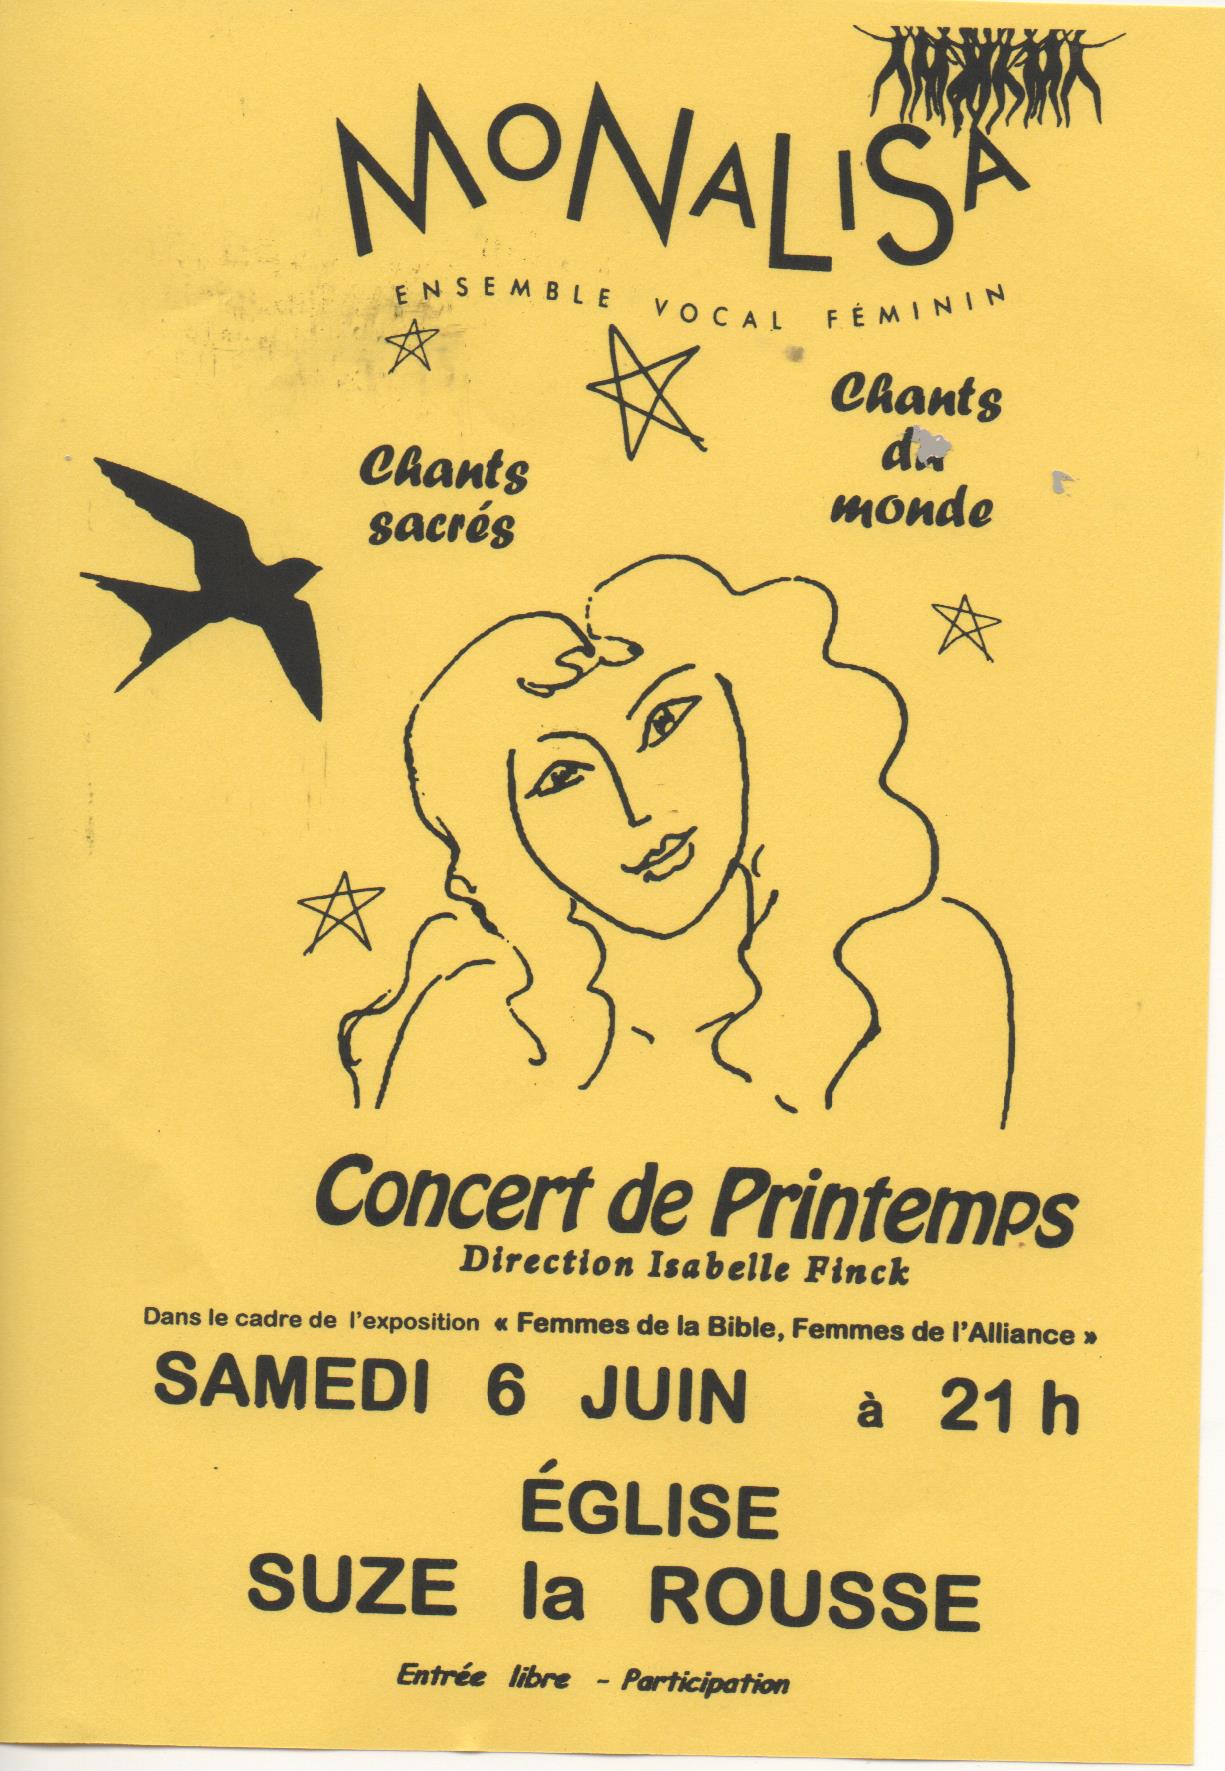 MONALISA
ENSEMBLE VOCAL FÉMININ
Chants
sacrés
Chants
du
monde
Concert de Printemps
Direction Isabelle Finck
Dans le cadre de l'exposition « Femmes de la Bible, Femmes de l'Alliance »
SAMEDI 6 JUIN à 21 h
ÉGLISE
SUZE la ROUSSE
Entrée libre - Participation